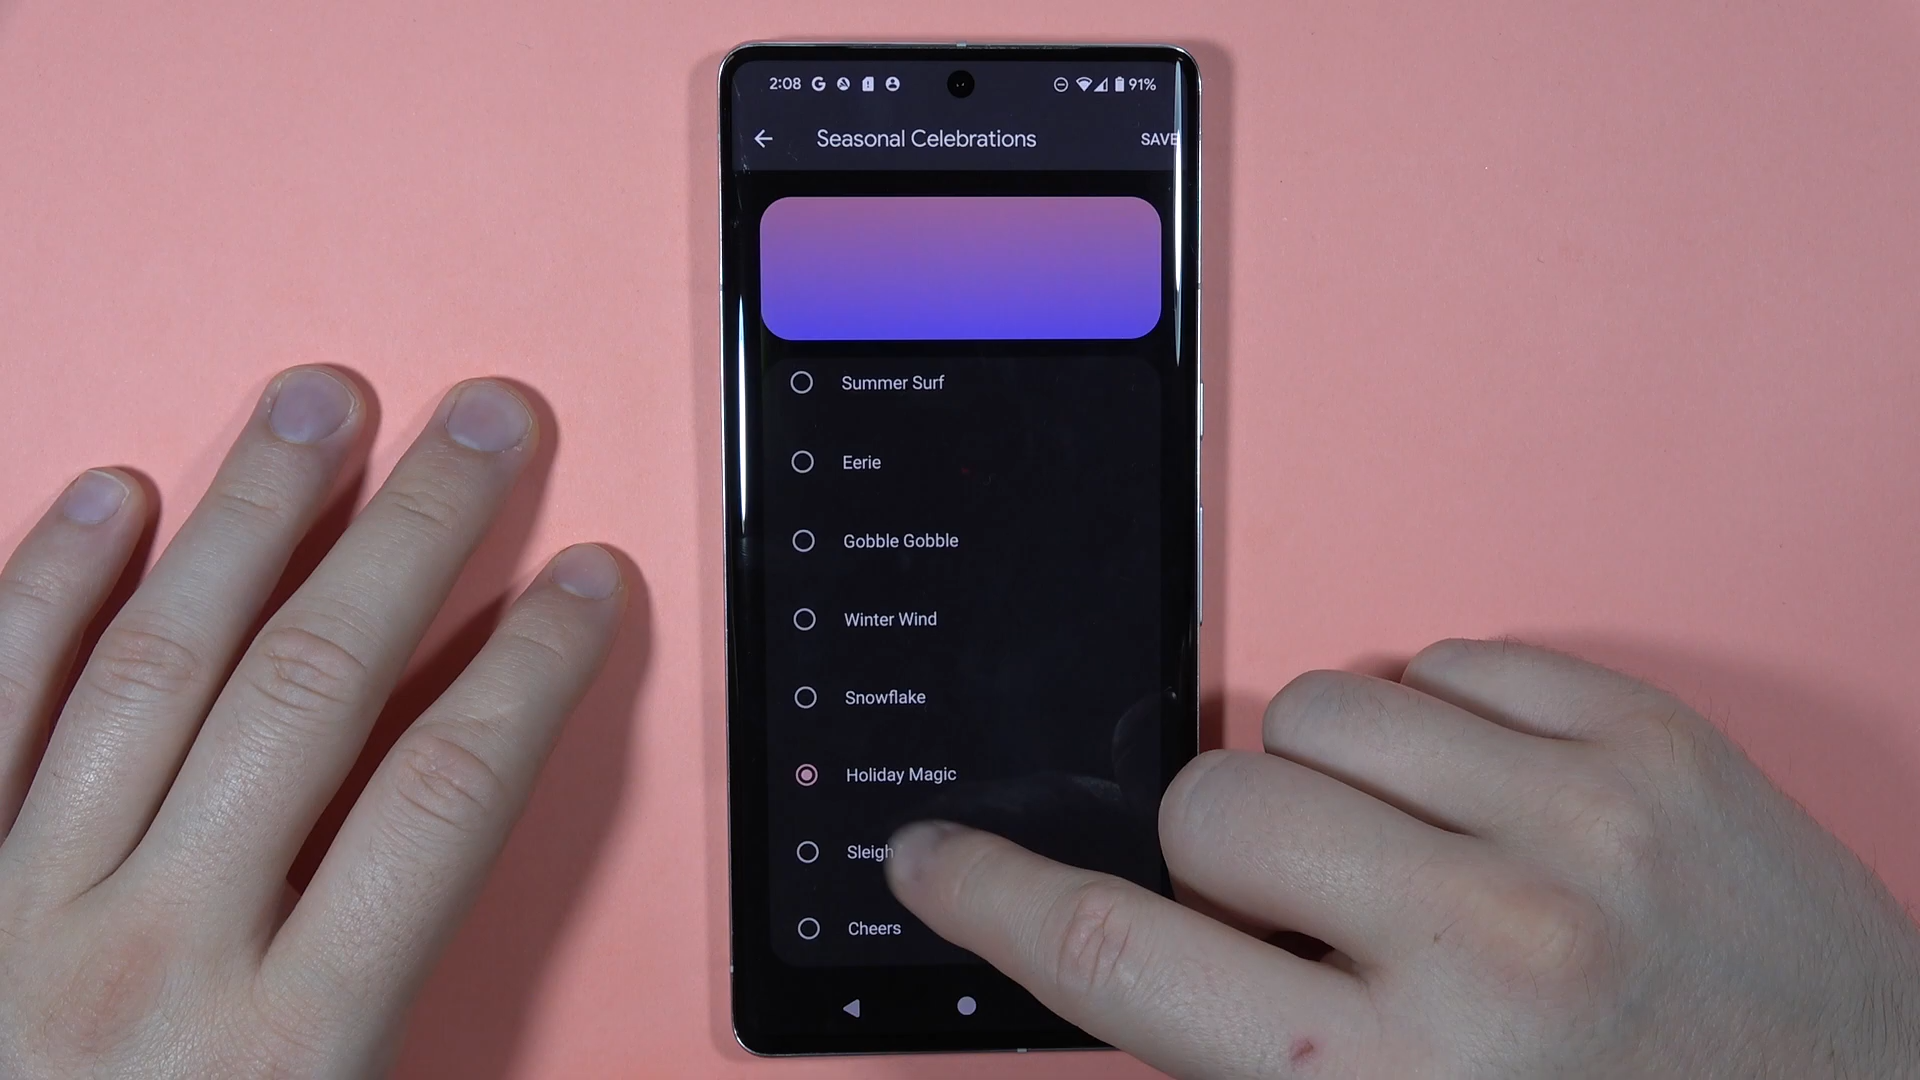 2:08 91%
Seasonal Celebrations SAVE
Summer Surf
Eerie
Gobble Gobble
Winter Wind
Snowflake
Holiday Magic
Sleigh
Cheers